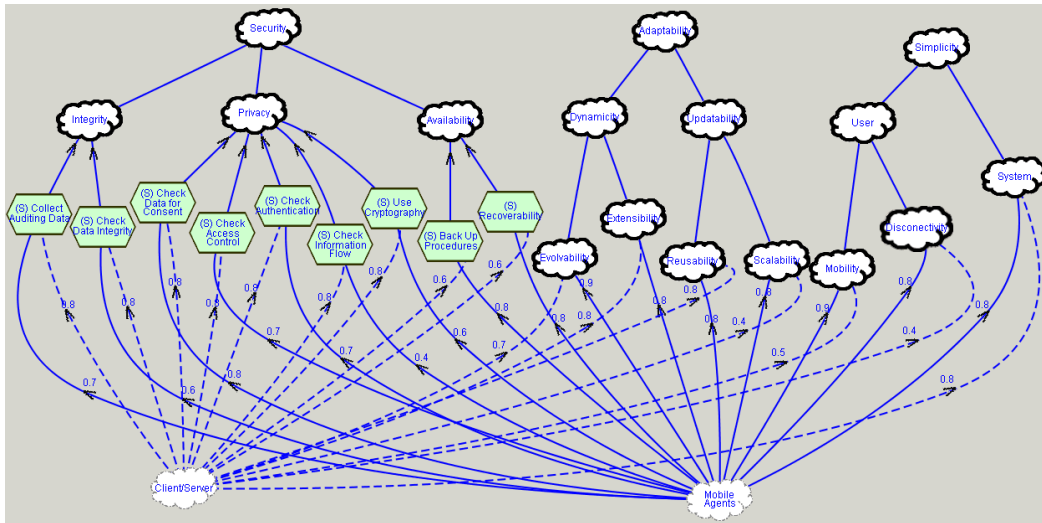 Security
Adaptability
Simplicity
Integrity
Privacy
Availability
Dynamicity
Updatability
User
System
(S) Collect
Auditing Data
(S) Check
Data Integrity
(S) Check
Data for
Consent
(S) Check
Access
Control
(S) Check
Authentication
(S) Check
Information
Flow
(S) Use
Cryptography
(S) Back Up
Procedures
(S)
Recoverability
Evolvability
Extensibility
Reusability
Scalability
Mobility
Disconectivity
0.8
0.8
0.8
0.8
0.8
0.8
0.8
0.6
0.6
0.9
0.8
0.8
0.8
0.8
0.8
0.9
0.8
0.8
0.7
0.6
0.8
0.7
0.7
0.4
0.6
0.8
0.8
0.7
0.8
0.4
0.5
0.4
0.8
Client/Server
Mobile
Agents